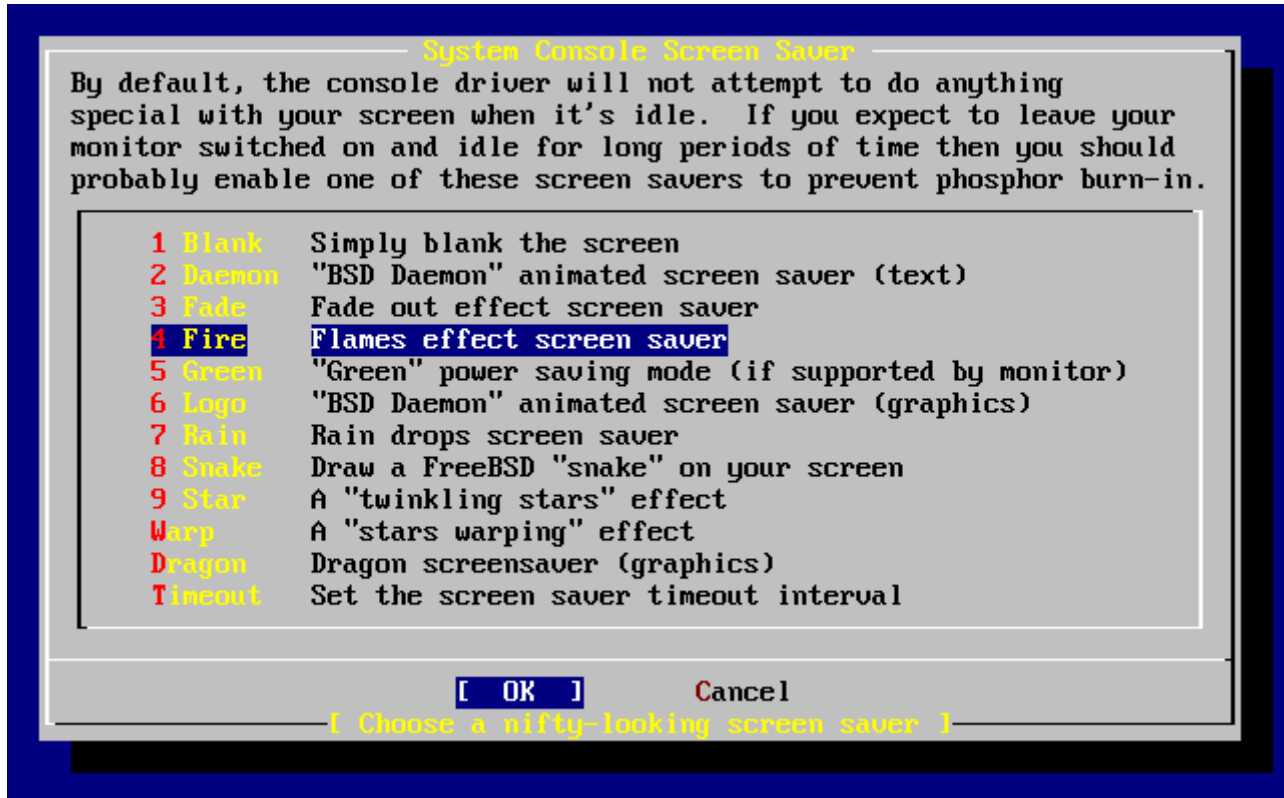 System Console Screen Saver
By default, the console driver will not attempt to do anything
special with your screen when it's idle.  If you expect to leave your
monitor switched on and idle for long periods of time then you should
probably enable one of these screen savers to prevent phosphor burn-in.
1 Blank   Simply blank the screen
2 Daemon  "BSD Daemon" animated screen saver (text)
3 Fade    Fade out effect screen saver
4 Fire    Flames effect screen saver
5 Green   "Green" power saving mode (if supported by monitor)
6 Logo    "BSD Daemon" animated screen saver (graphics)
7 Rain    Rain drops screen saver
8 Snake   Draw a FreeBSD "snake" on your screen
9 Star    A "twinkling stars" effect
Warp      A "stars warping" effect
Dragon    Dragon screensaver (graphics)
Timeout   Set the screen saver timeout interval
[  OK  ]       Cancel
[ Choose a nifty-looking screen saver ]